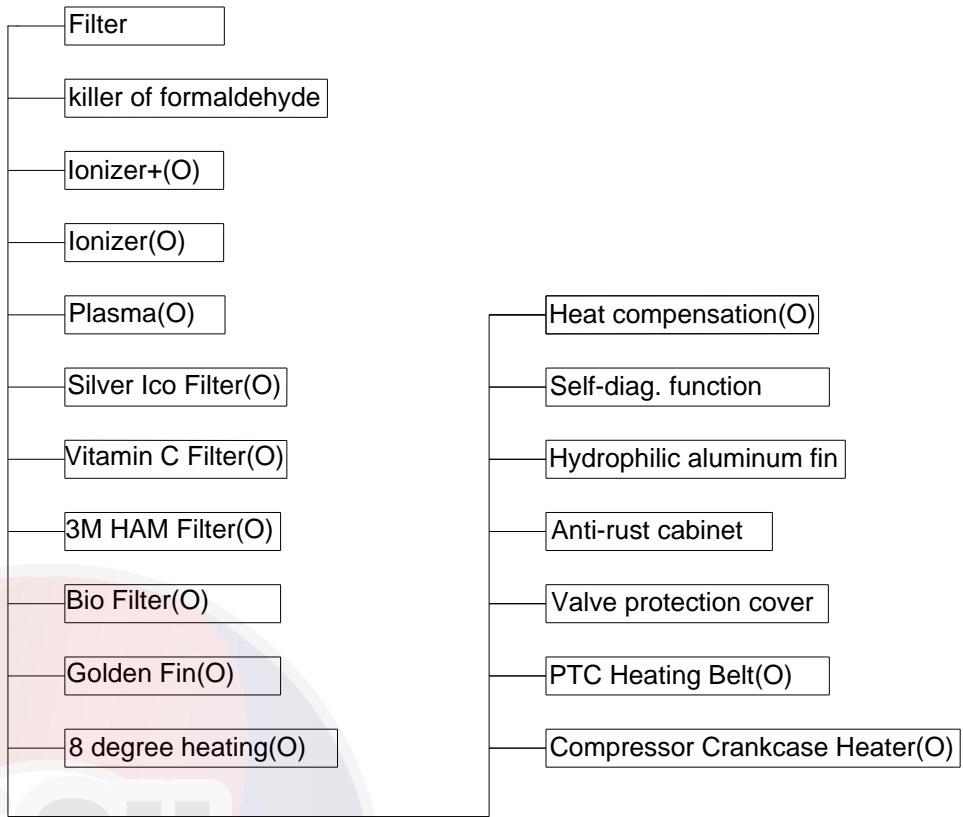 Filter
killer of formaldehyde
Ionizer+(O)
Ionizer(O)
Plasma(O)
Silver Ico Filter(O)
Vitamin C Filter(O)
3M HAM Filter(O)
Bio Filter(O)
Golden Fin(O)
8 degree heating(O)
Heat compensation(O)
Self-diag. function
Hydrophilic aluminum fin
Anti-rust cabinet
Valve protection cover
PTC Heating Belt(O)
Compressor Crankcase Heater(O)